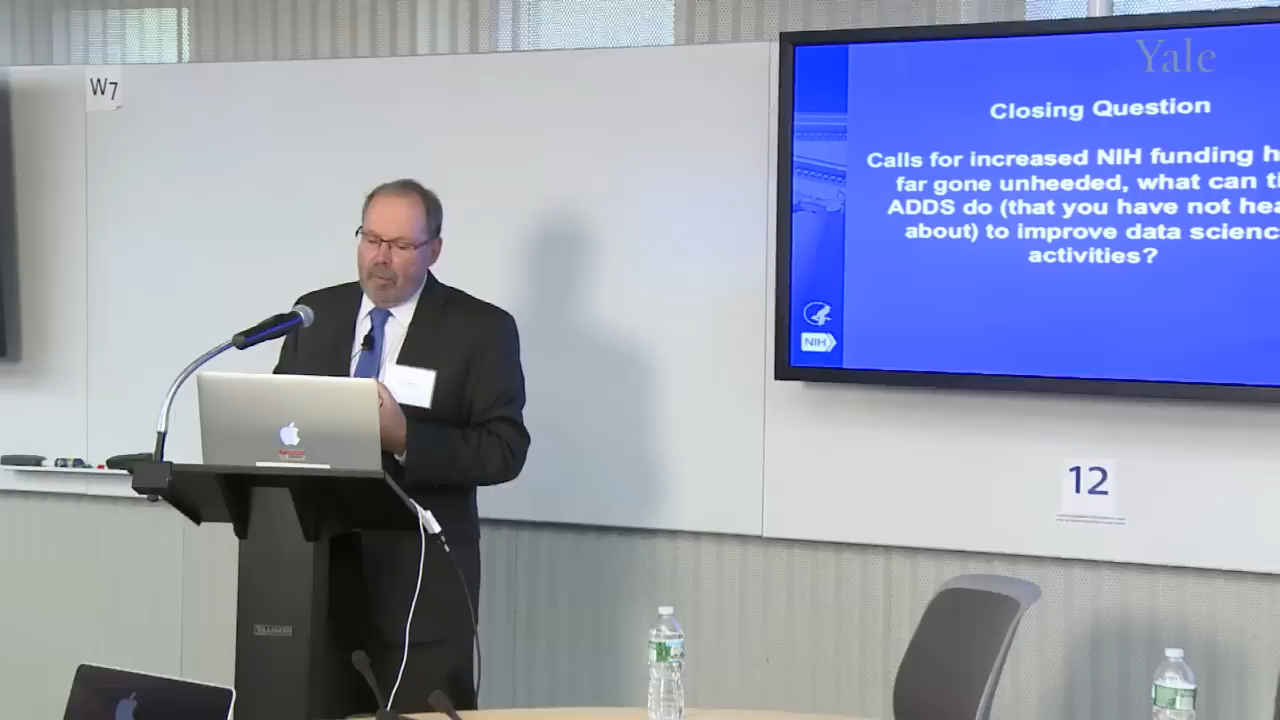 W7
Yale
Closing Question
Calls for increased NIH funding h
far gone unheeded, what can t
ADDS do (that you have not hea
about) to improve data scienc
activities?
NIH
12